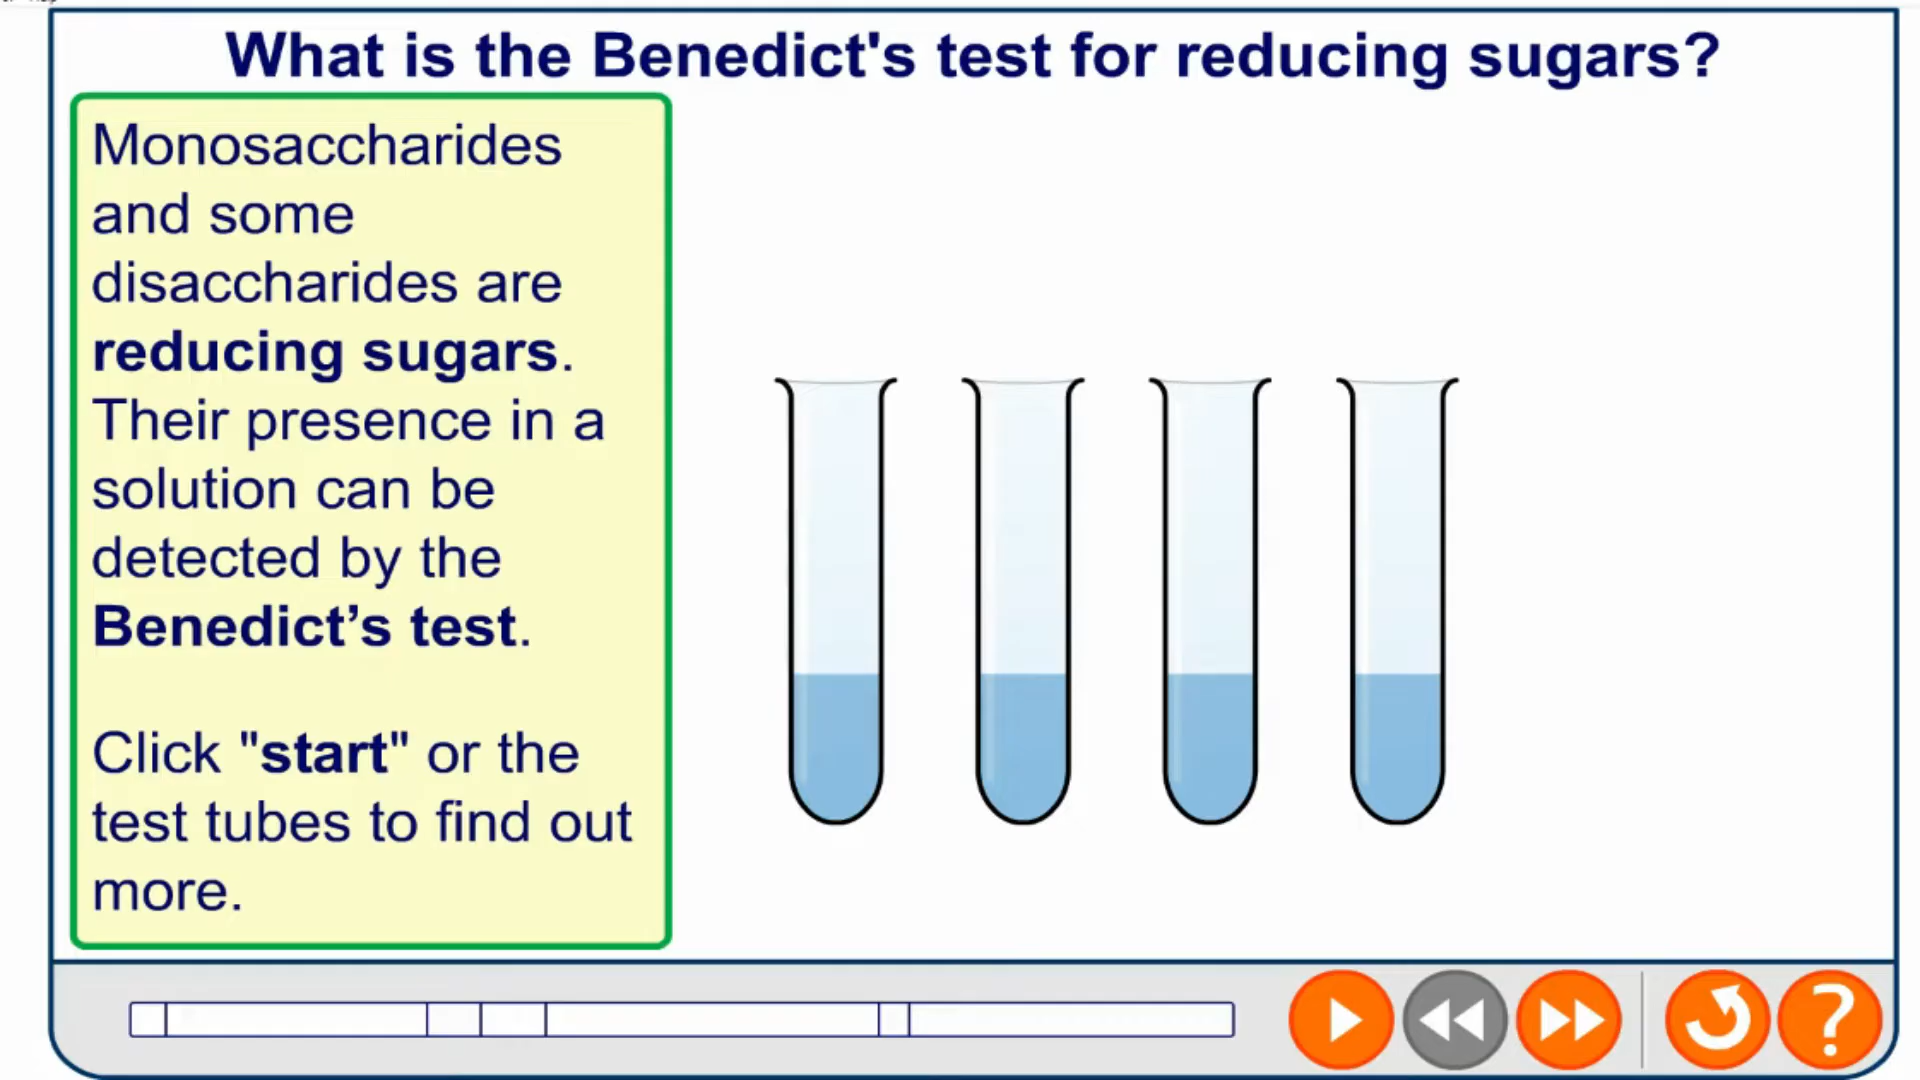 What is the Benedict's test for reducing sugars?
Monosaccharides
and some
disaccharides are
reducing sugars.
Their presence in a
solution can be
detected by the
Benedict’s test.
Click "start" or the
test tubes to find out
more.
?